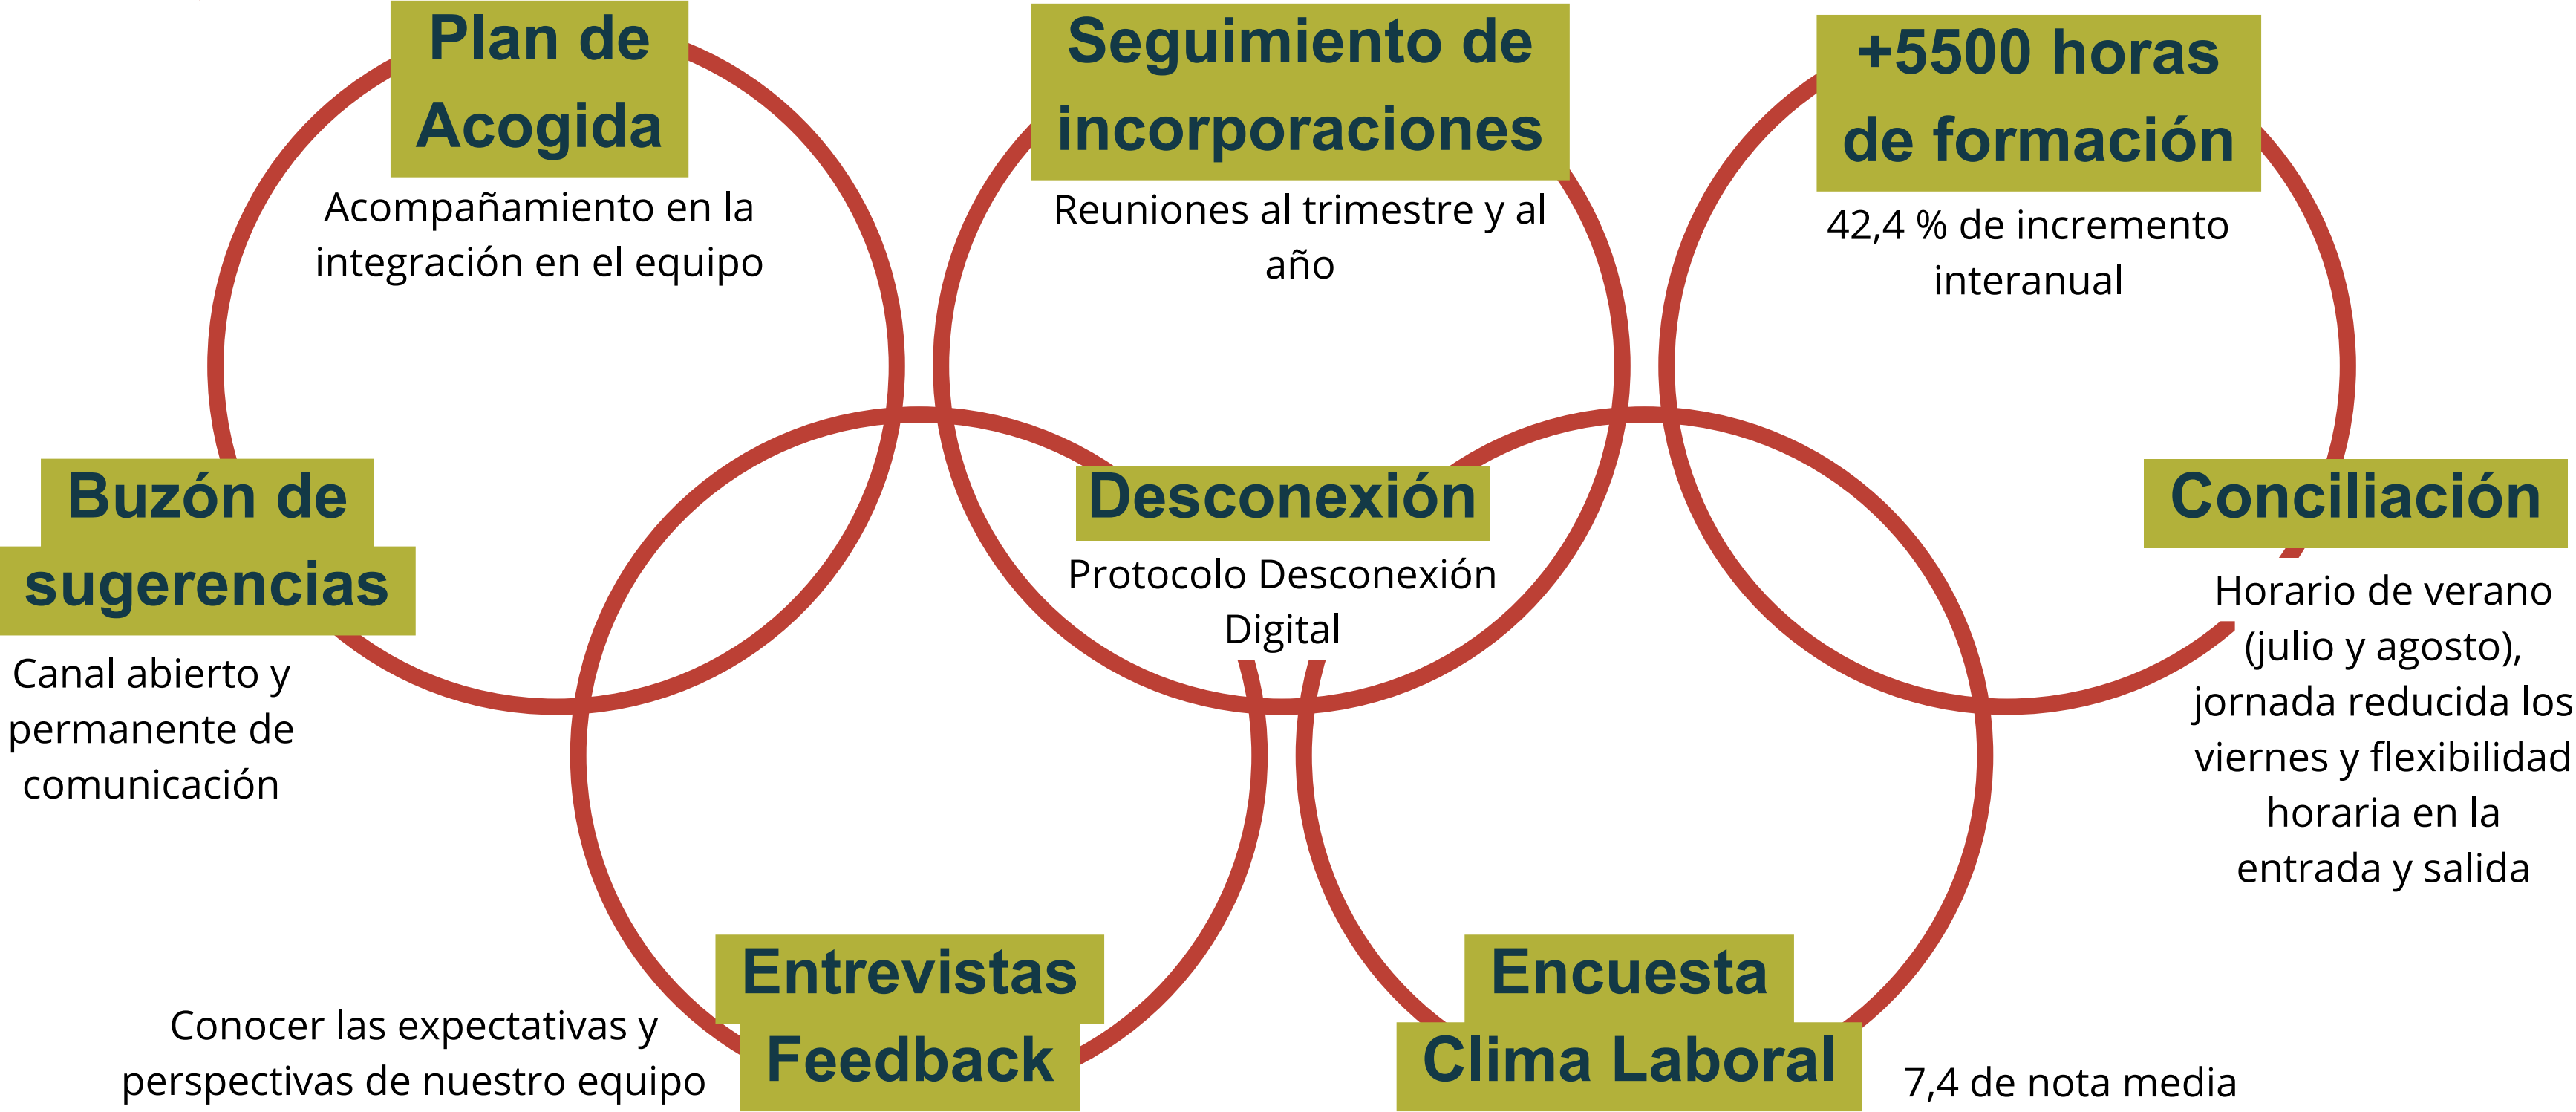 Plan de
Acogida
Acompañamiento en la
integración en el equipo
Seguimiento de
incorporaciones
Reuniones al trimestre y al
año
+5500 horas
de formación
42,4 % de incremento
interanual
Buzón de
sugerencias
Canal abierto y
permanente de
comunicación
Desconexión
Protocolo Desconexión
Digital
Conciliación
Horario de verano
(julio y agosto),
jornada reducida los
viernes y flexibilidad
horaria en la
entrada y salida
Entrevistas
Feedback
Conocer las expectativas y
perspectivas de nuestro equipo
Encuesta
Clima Laboral
7,4 de nota media